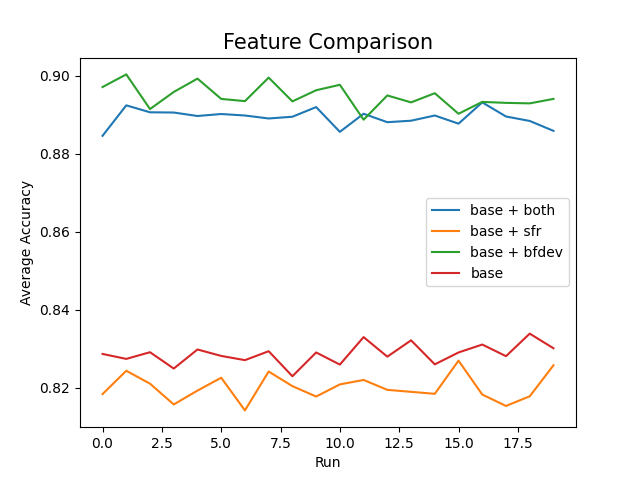 Feature Comparison
Average Accuracy
0.90
0.88
0.86
0.84
0.82
base + both
base + sfr
base + bfdev
base
0.0 2.5 5.0 7.5 10.0 12.5 15.0 17.5
Run